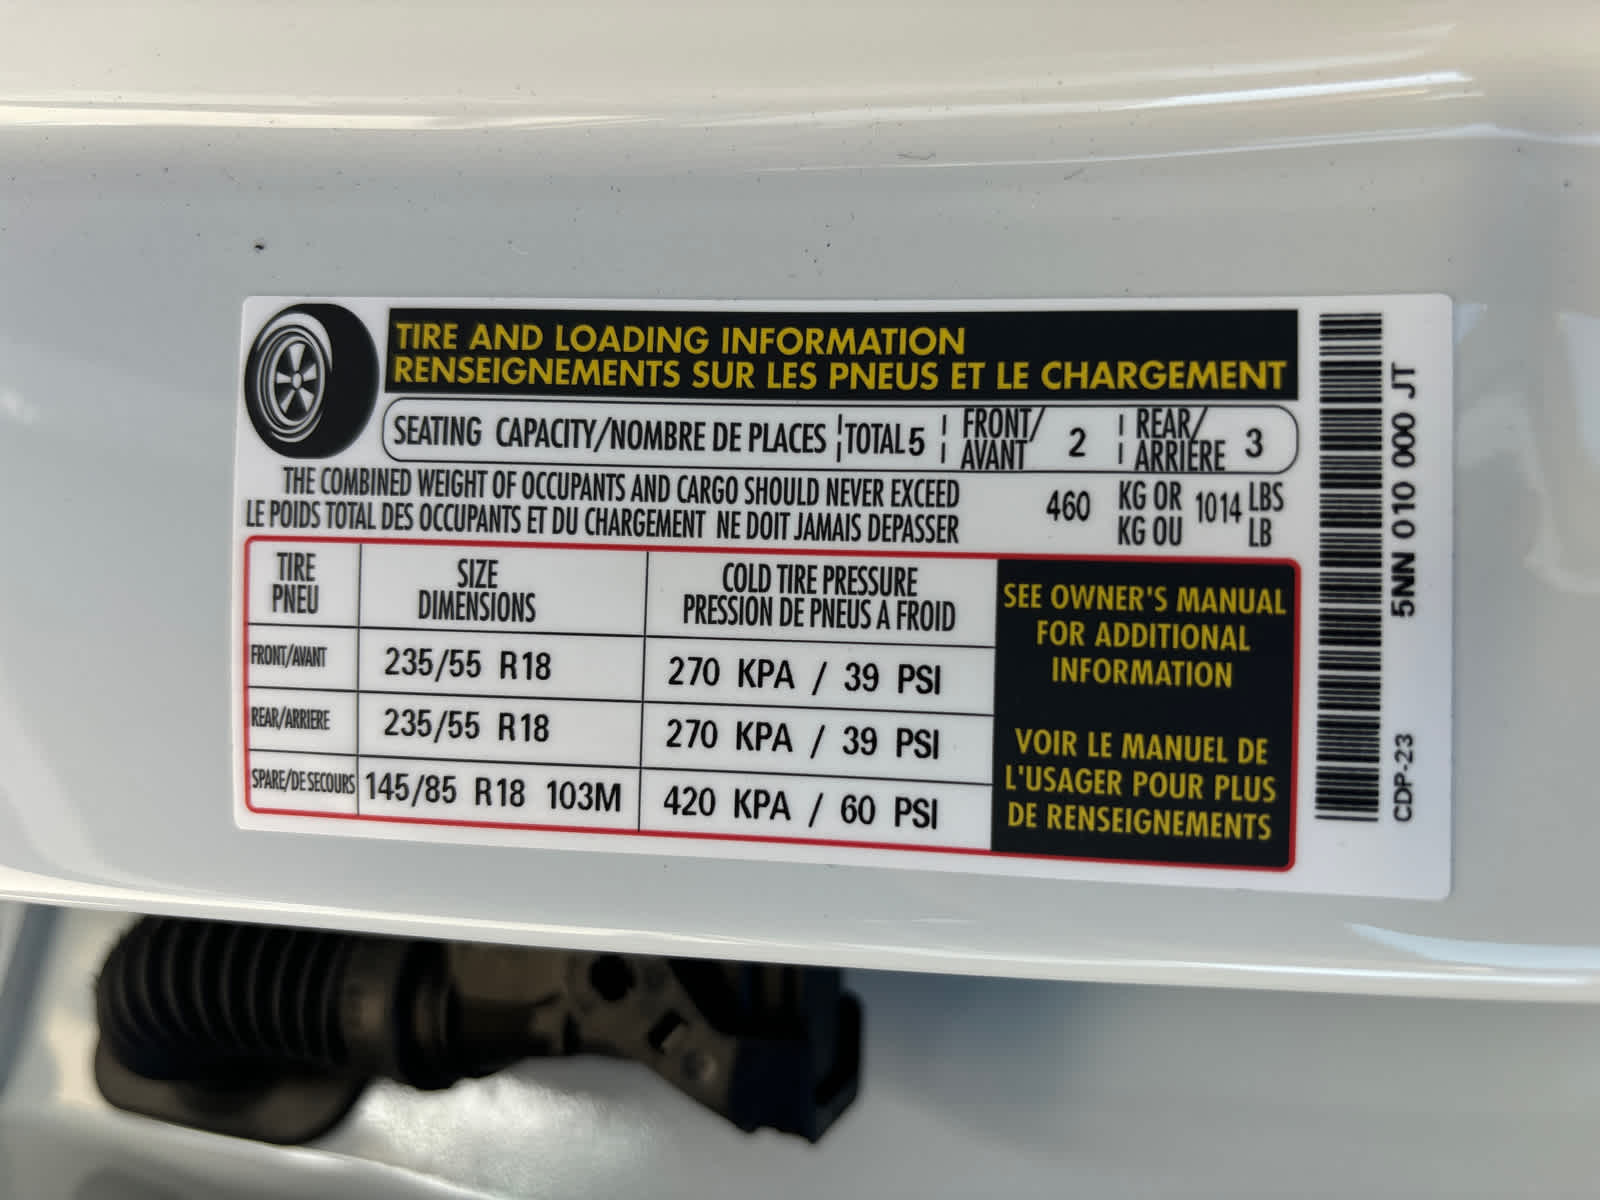 TIRE AND LOADING INFORMATION
RENSEIGNEMENTS SUR LES PNEUS ET LE CHARGEMENT
SEATING CAPACITY/NOMBRE DE PLACES TOTAL 5 FRONT/AVANT 2 REAR/ARRIERE 3
THE COMBINED WEIGHT OF OCCUPANTS AND CARGO SHOULD NEVER EXCEED 460 KG OR 1014 LBS
LE POIDS TOTAL DES OCCUPANTS ET DU CHARGEMENT NE DOIT JAMAIS DEPASSER KG OU LB
TIRE SIZE COLD TIRE PRESSURE
PNEU DIMENSIONS PRESSION DE PNEUS A FROID
FRONT/AVANT 235/55 R18 270 KPA / 39 PSI
REAR/ARRIERE 235/55 R18 270 KPA / 39 PSI
SPARE/DE SECOURS 145/85 R18 103M 420 KPA / 60 PSI
SEE OWNER'S MANUAL
FOR ADDITIONAL
INFORMATION
VOIR LE MANUEL DE
L'USAGER POUR PLUS
DE RENSEIGNEMENTS
5NN 010 000 JT
CDP-23